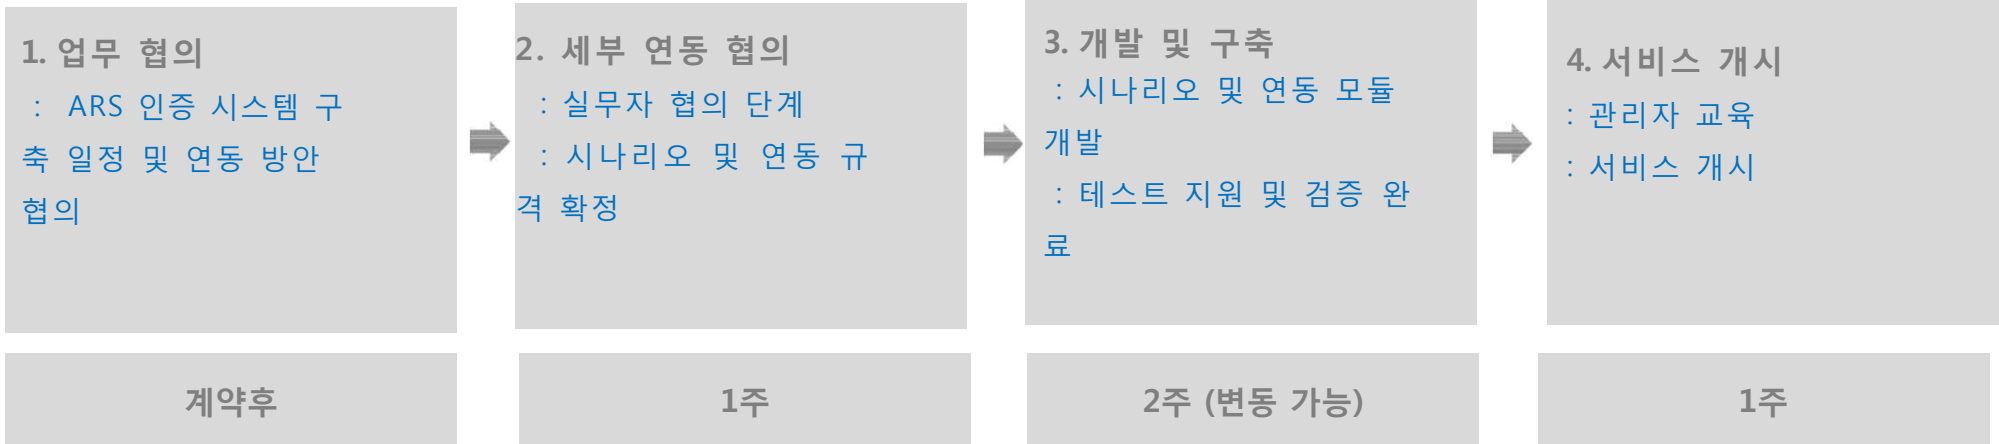 1. 업무 협의
: ARS 인증 시스템 구
축 일정 및 연동 방안
협의
2. 세부 연동 협의
: 실무자 협의 단계
: 시나리오 및 연동 규
격 확정
3. 개발 및 구축
: 시나리오 및 연동 모듈
개발
: 테스트 지원 및 검증 완
료
4. 서비스 개시
: 관리자 교육
: 서비스 개시
계약후
1주
2주 (변동 가능)
1주